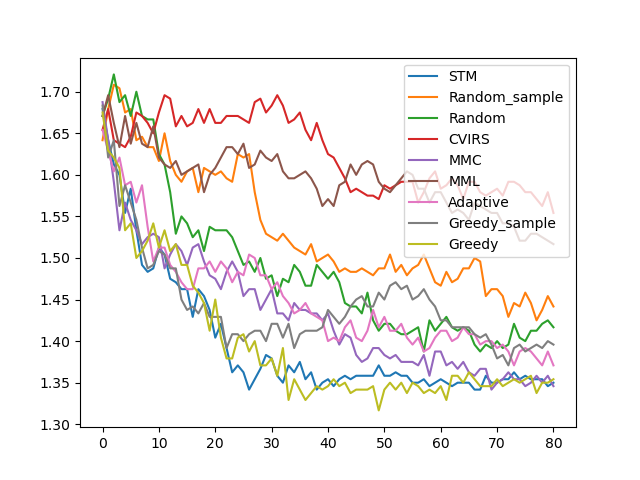 1.70
1.65
1.60
1.55
1.50
1.45
1.40
1.35
1.30
0
10
20
30
40
50
60
70
80
STM
Random_sample
Random
CVIRS
MMC
MML
Adaptive
Greedy_sample
Greedy